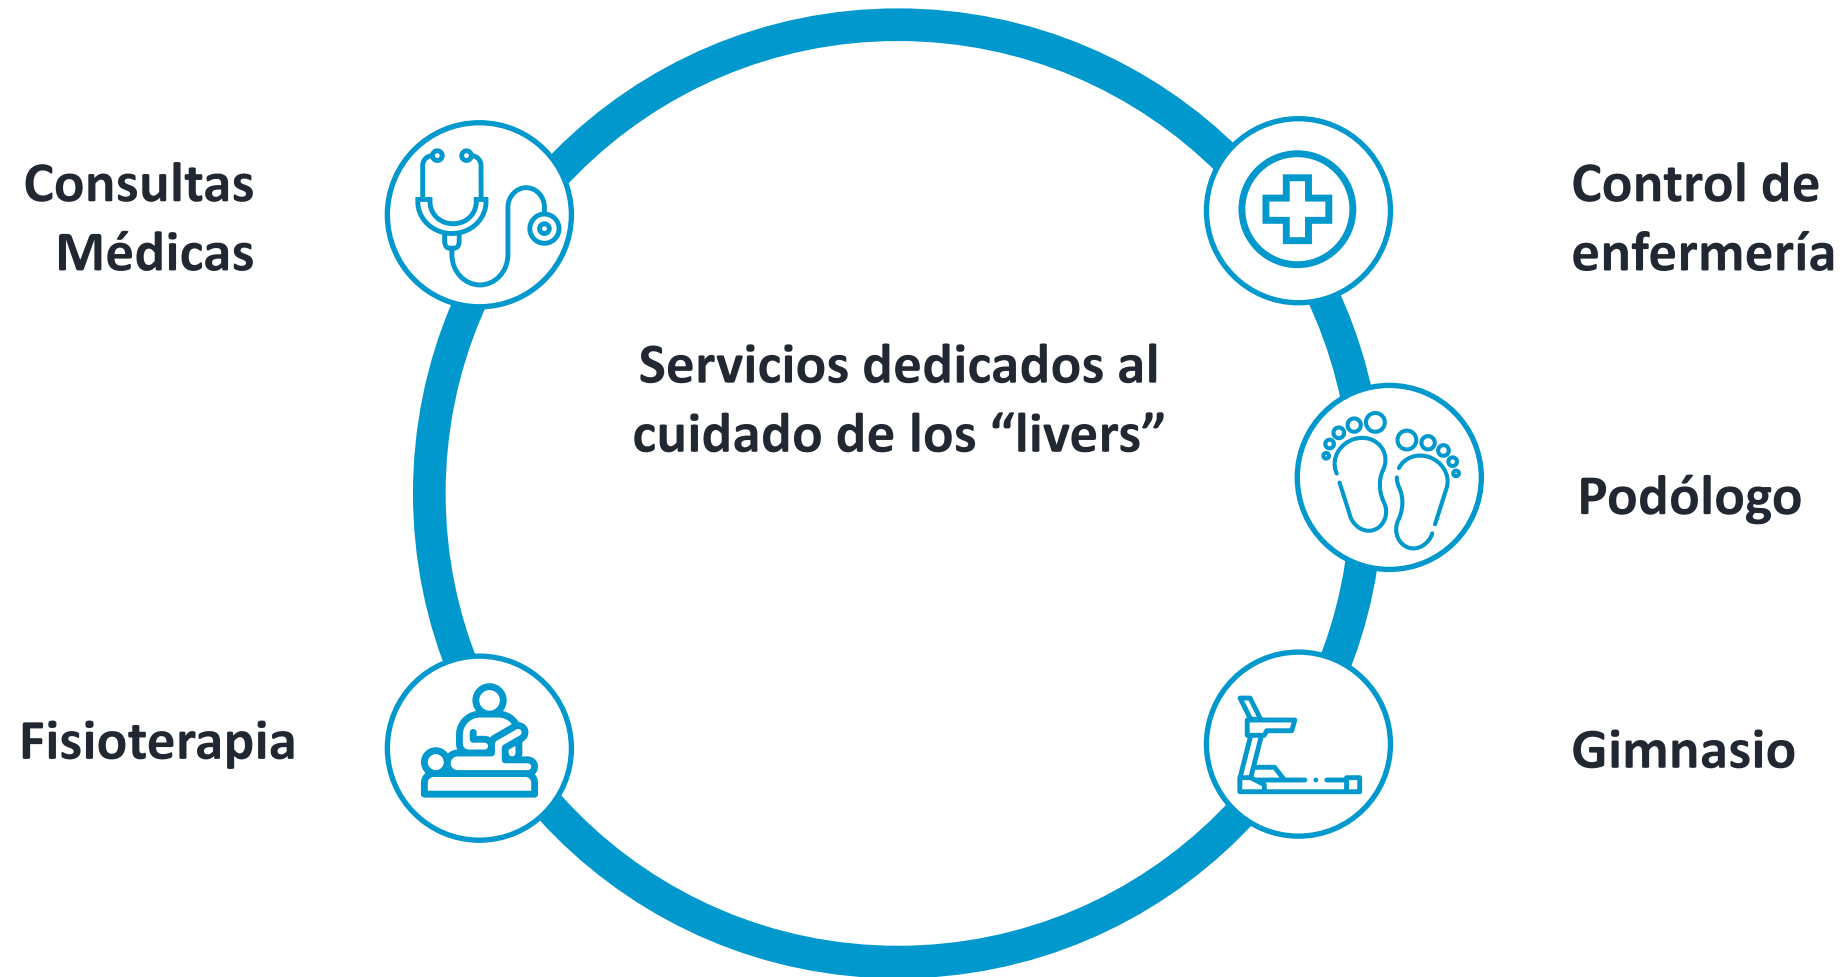 Consultas
Médicas
Control de
enfermería
Servicios dedicados al
cuidado de los “livers”
Podólogo
Fisioterapia
Gimnasio